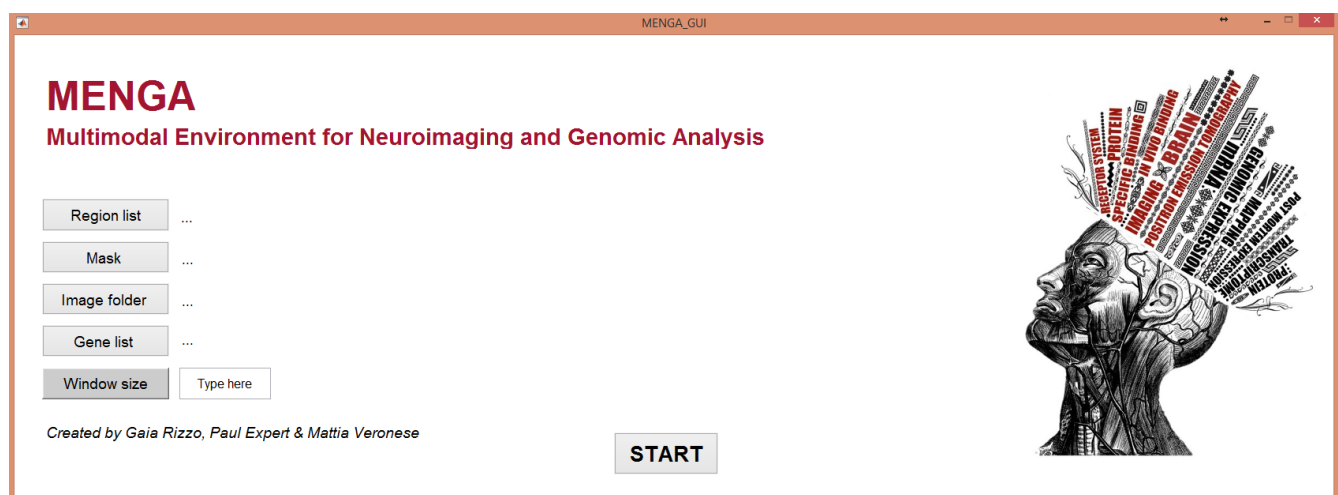 MENGA_GUI
MENGA
Multimodal Environment for Neuroimaging and Genomic Analysis
Region list ...
Mask ...
Image folder ...
Gene list ...
Window size Type here
Created by Gaia Rizzo, Paul Expert & Mattia Veronese
START
RECEPTOR SYSTEM
PROTEIN
SPECIFIC BINDING
IMAGING
IN VIVO BINDING
BRAIN
POSITRON EMISSION TOMOGRAPHY
MRNA
GENOMIC EXPRESSION
MAPPING
POST MORTEM EXPRESSION
TRANSCRIPTOME
PROTEIN